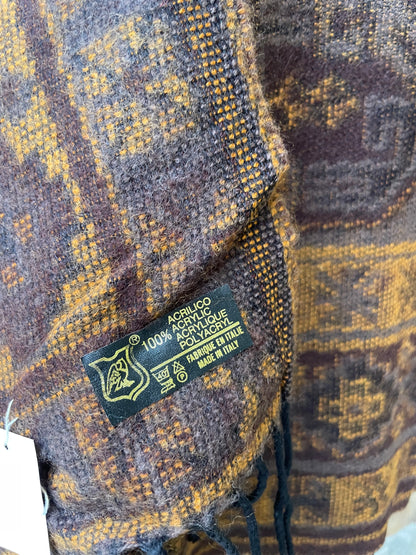 100%
ACRILICO
ACRYLIC
ACRYLIQUE
POLYACRYL
FABRIQUE EN ITALIE
MADE IN ITALY